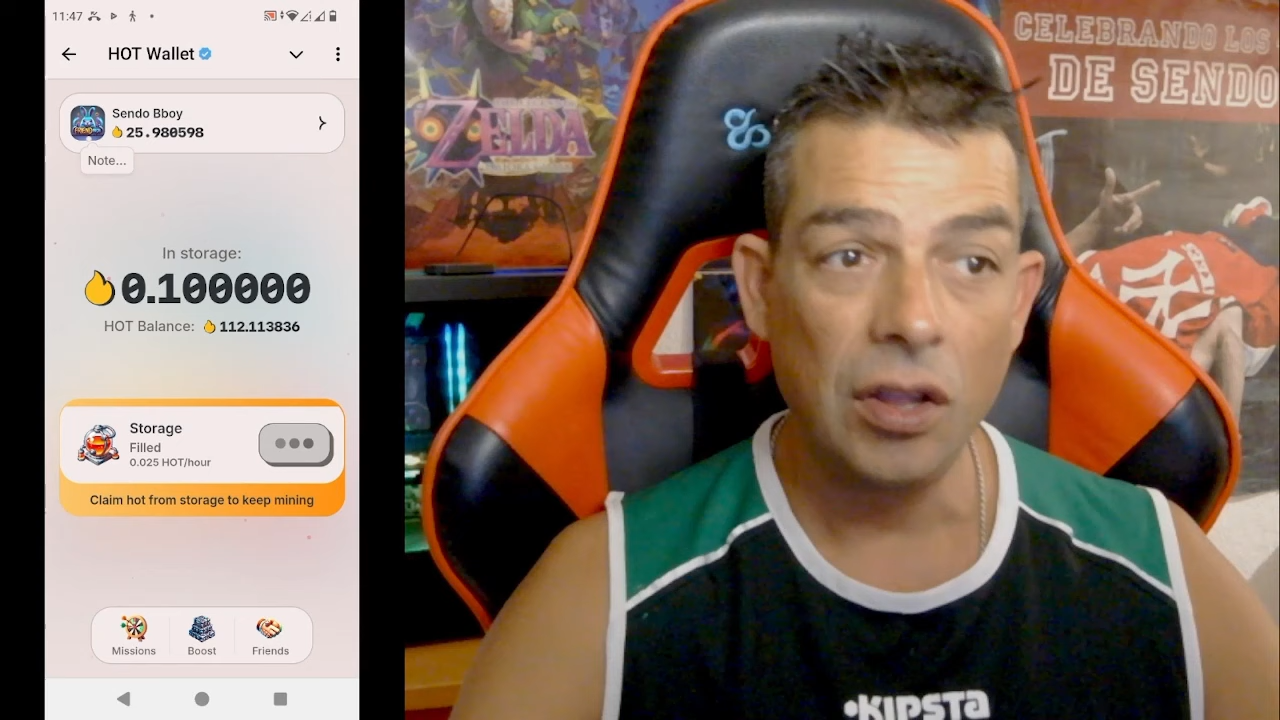 11:47
HOT Wallet
Sendo Bboy
25.980598
Note...
In storage:
0.100000
HOT Balance: 112.113836
Storage
Filled
0.025 HOT/hour
Claim hot from storage to keep mining
Missions
Boost
Friends
ZELDA
CELEBRANDO LOS
DE SENDO
KIPSTA